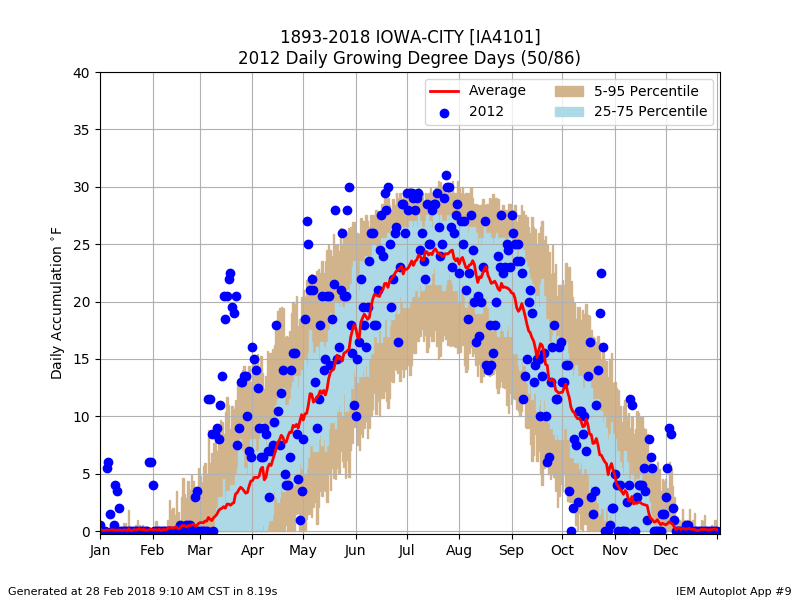 1893-2018 IOWA-CITY [IA4101]
2012 Daily Growing Degree Days (50/86)
Average
2012
5-95 Percentile
25-75 Percentile
Daily Accumulation °F
40
35
30
25
20
15
10
5
0
Jan Feb Mar Apr May Jun Jul Aug Sep Oct Nov Dec
Generated at 28 Feb 2018 9:10 AM CST in 8.19s
IEM Autoplot App #9